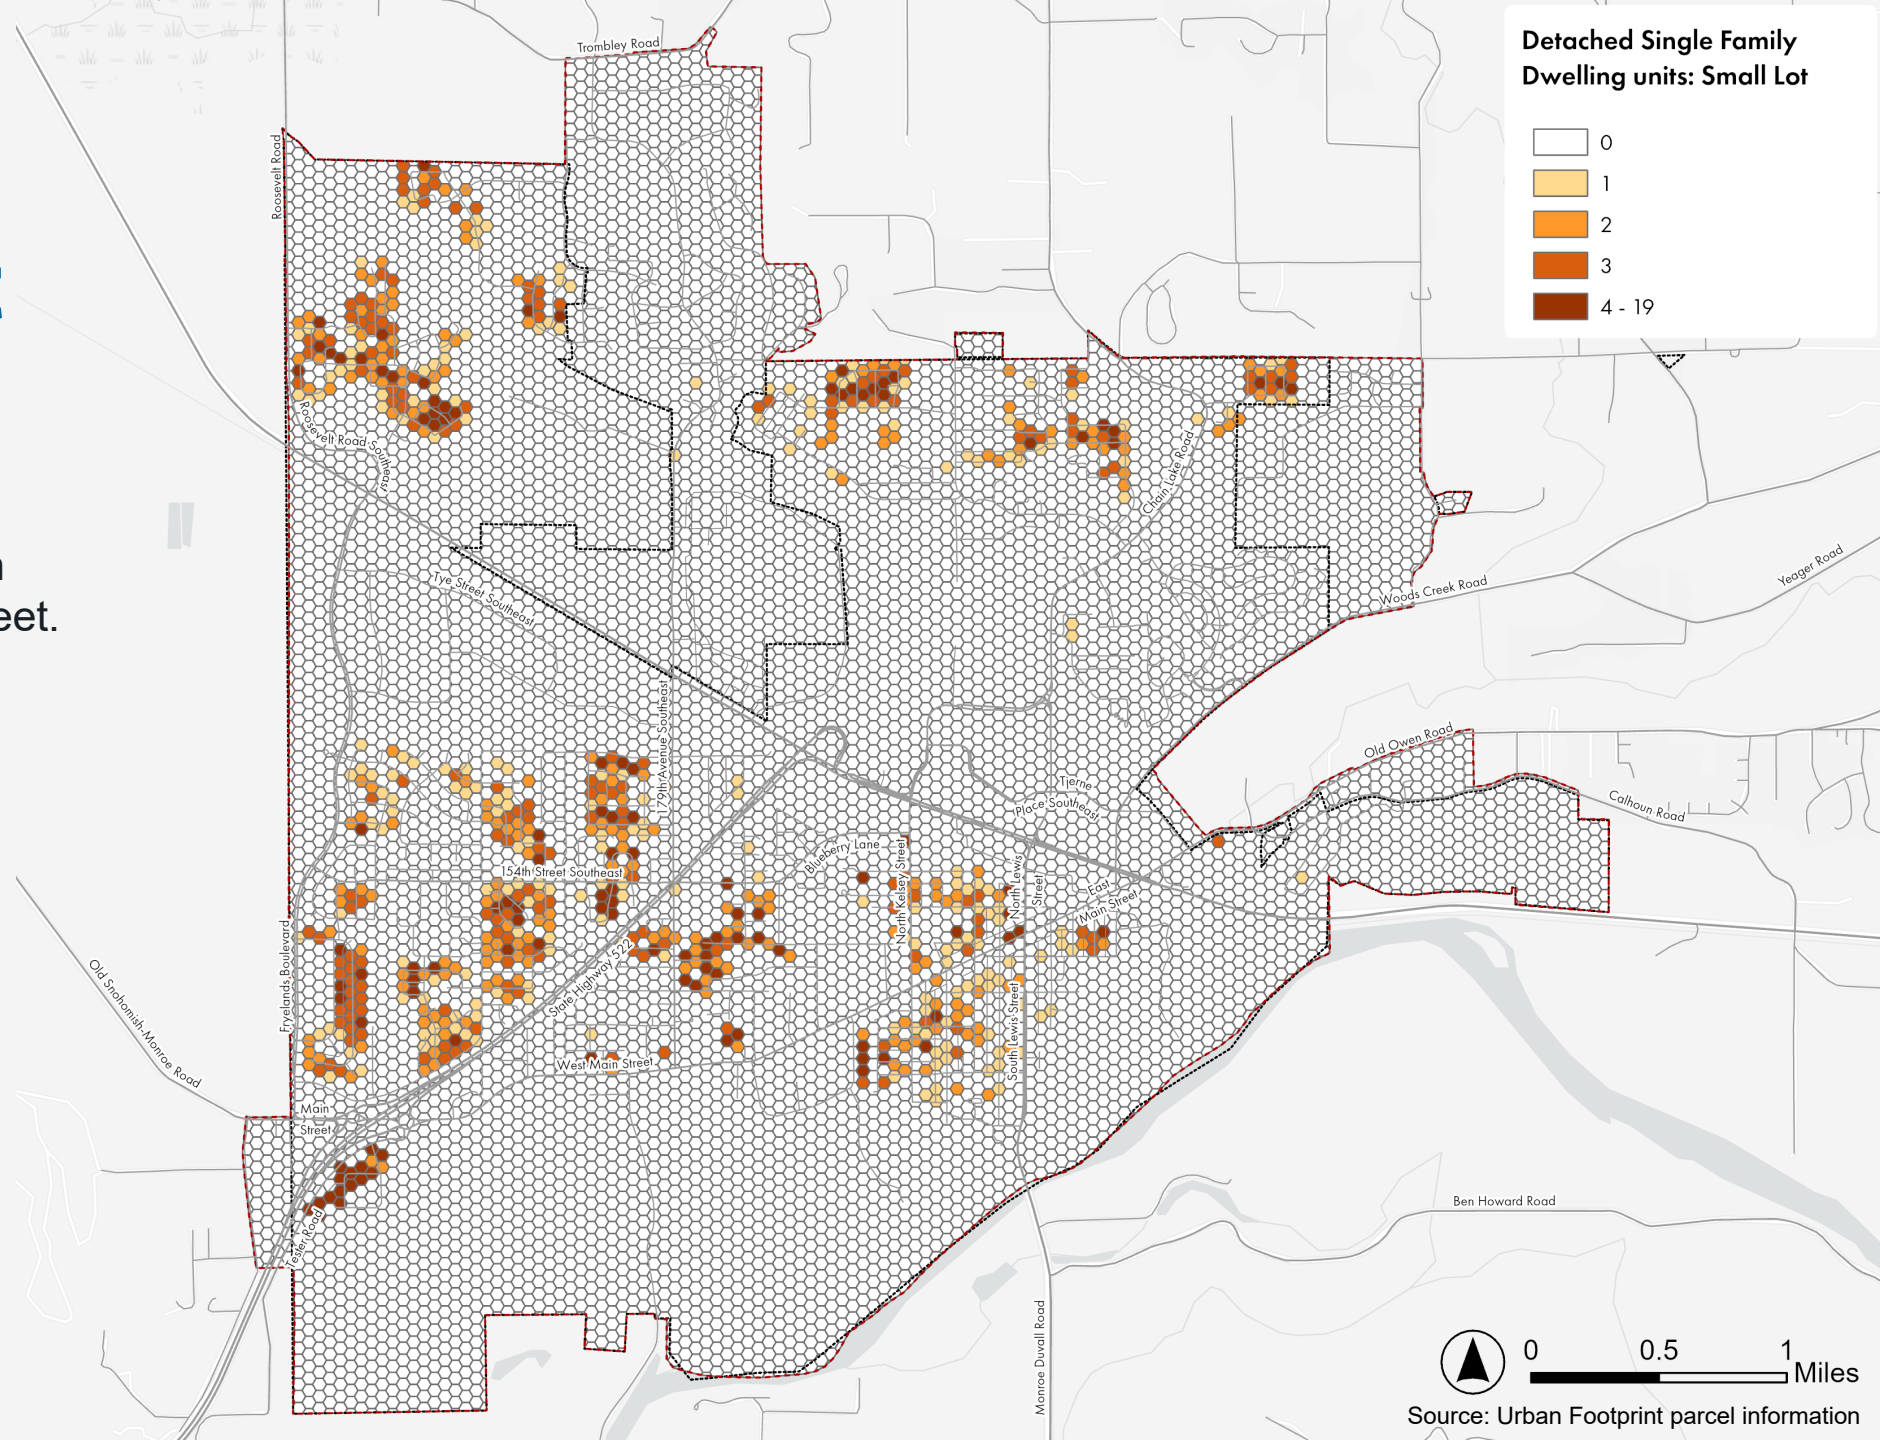 Detached Single Family
Dwelling units: Small Lot
0
1
2
3
4 - 19
Trombley Road
Roosevelt Road
Roosevelt Road Southeast
eet.
Chain Lake Road
Tye Street Southeast
Woods Creek Road
Yeager Road
179th Avenue Southeast
Old Owen Road
Tjerne
Place Southeast
Calhoun Road
Blueberry Lane
North Kelsey Street
North Lewis
Street
154th Street Southeast
East
Main Street
Fryelands Boulevard
State Highway 522
Old Snohomish-Monroe Road
South Lewis Street
West Main Street
Main
Street
Tester Road
Ben Howard Road
Monroe Duvall Road
0
0.5
1
Miles
Source: Urban Footprint parcel information